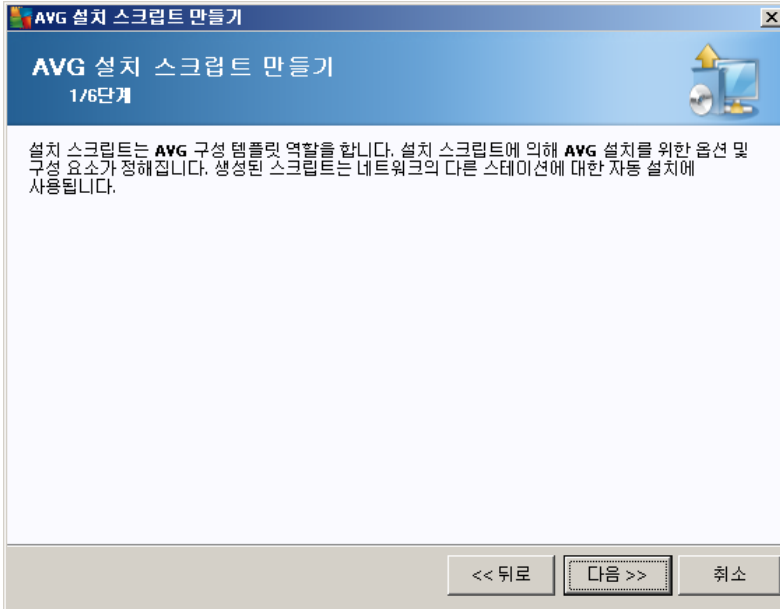 AVG 설치 스크립트 만들기
AVG 설치 스크립트 만들기
1/6단계
설치 스크립트는 AVG 구성 템플릿 역할을 합니다. 설치 스크립트에 의해 AVG 설치를 위한 옵션 및
구성 요소가 정해집니다. 생성된 스크립트는 네트워크의 다른 스테이션에 대한 자동 설치에
사용됩니다.
<< 뒤로
다음 >>
취소